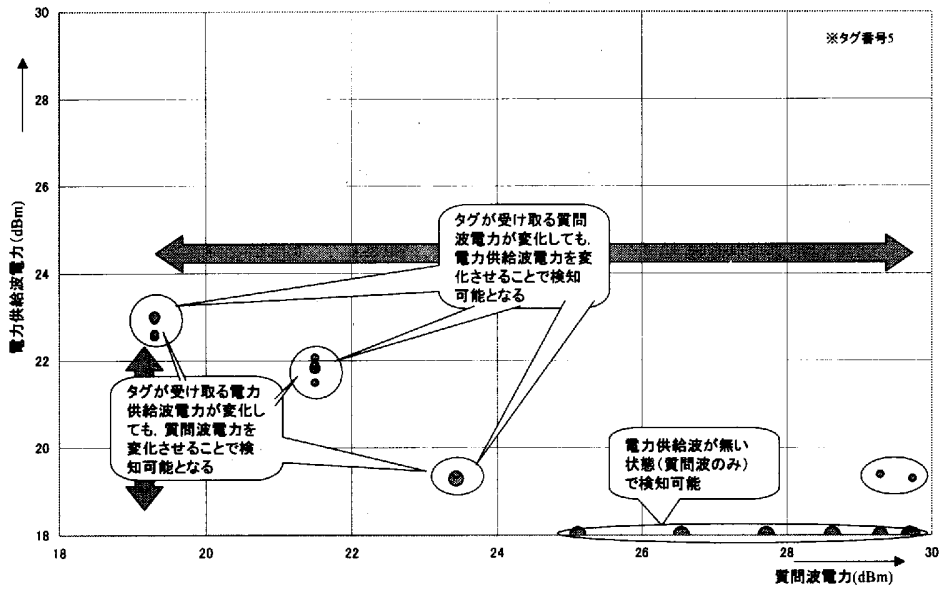 30
※タグ番号5
28
26
タグが受け取る質問
波電力が変化しても、
電力供給波電力を変
化させることで検知
可能となる
24
電力供給波電力(dBm)
22
タグが受け取る電力
供給波電力が変化し
ても、質問波電力を
変化させることで検
知可能となる
20
電力供給波が無い
状態(質問波のみ)
で検知可能
18
18
20
22
24
26
28
30
質問波電力(dBm)